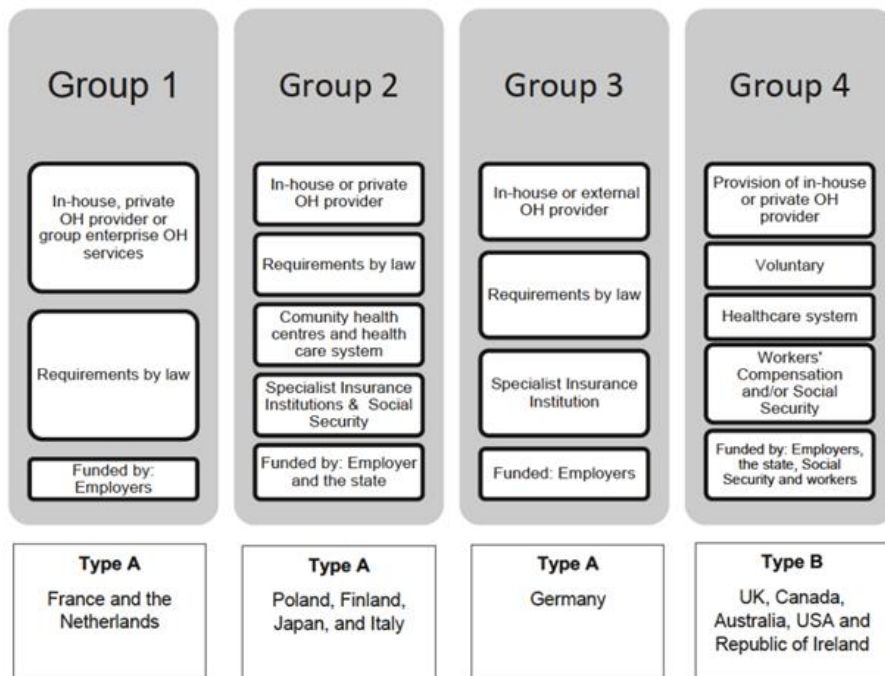 Group 1
In-house, private
OH provider or
group enterprise OH
services
Requirements by law
Funded by:
Employers
Type A
France and the
Netherlands
Group 2
In-house or private
OH provider
Requirements by law
Comunity health
centres and health
care system
Specialist Insurance
Institutions & Social
Security
Funded by: Employer
and the state
Type A
Poland, Finland,
Japan, and Italy
Group 3
In-house or external
OH provider
Requirements by law
Specialist Insurance
Institution
Funded: Employers
Type A
Germany
Group 4
Provision of in-house
or private OH
provider
Voluntary
Healthcare system
Workers'
Compensation
and/or Social
Security
Funded by: Employers,
the state, Social
Security and workers
Type B
UK, Canada,
Australia, USA and
Republic of Ireland